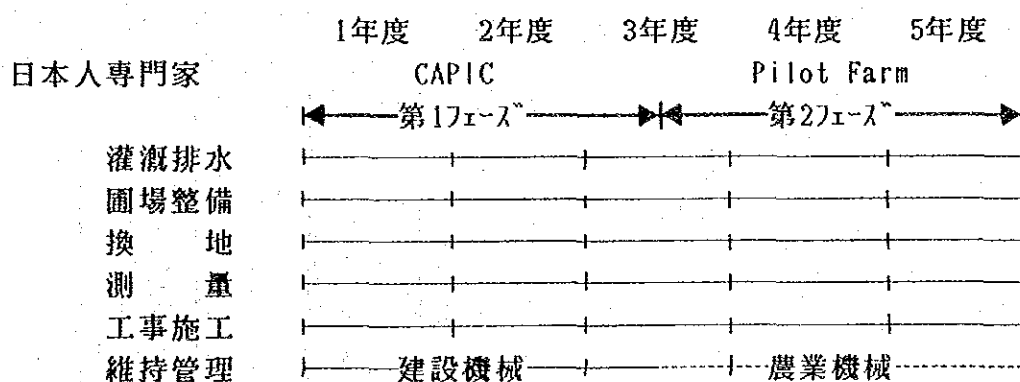 1年度 2年度 3年度 4年度 5年度
日本人専門家 CAPIC Pilot Farm
第1フェーズ 第2フェーズ
灌漑排水
圃場整備
換 地
測 量
工事施工
維持管理 建設機械 農業機械